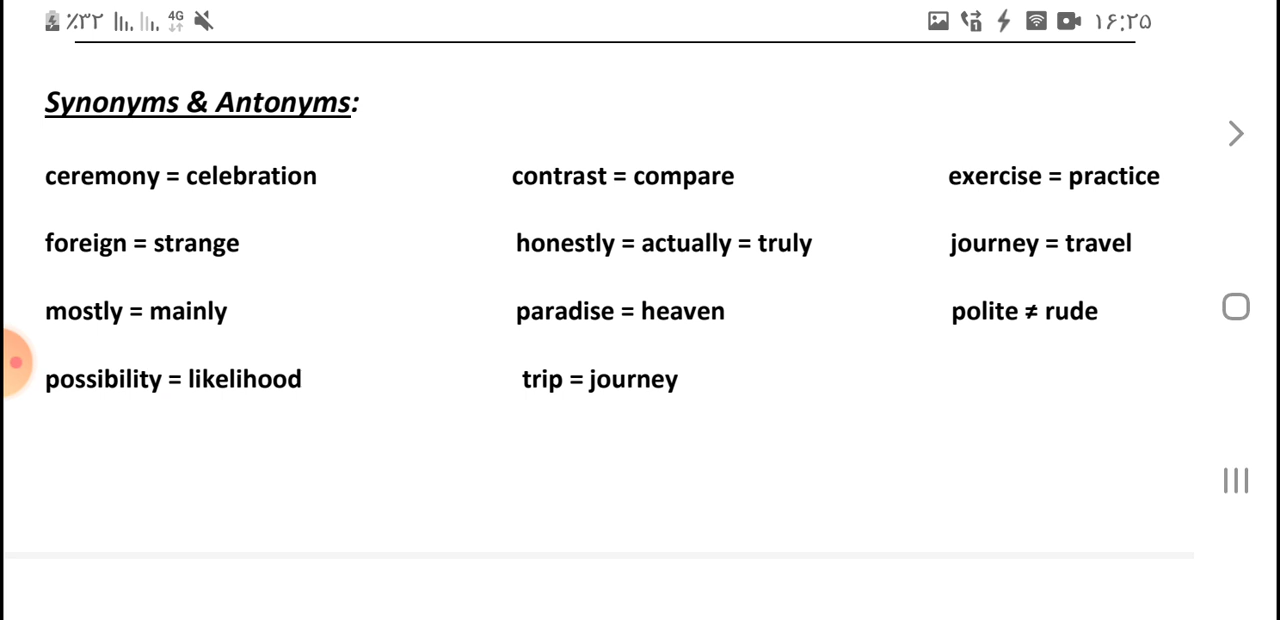 ٪۳۲ 4G ۱۶:۲۵
Synonyms & Antonyms:
ceremony = celebration contrast = compare exercise = practice
foreign = strange honestly = actually = truly journey = travel
mostly = mainly paradise = heaven polite ≠ rude
possibility = likelihood trip = journey